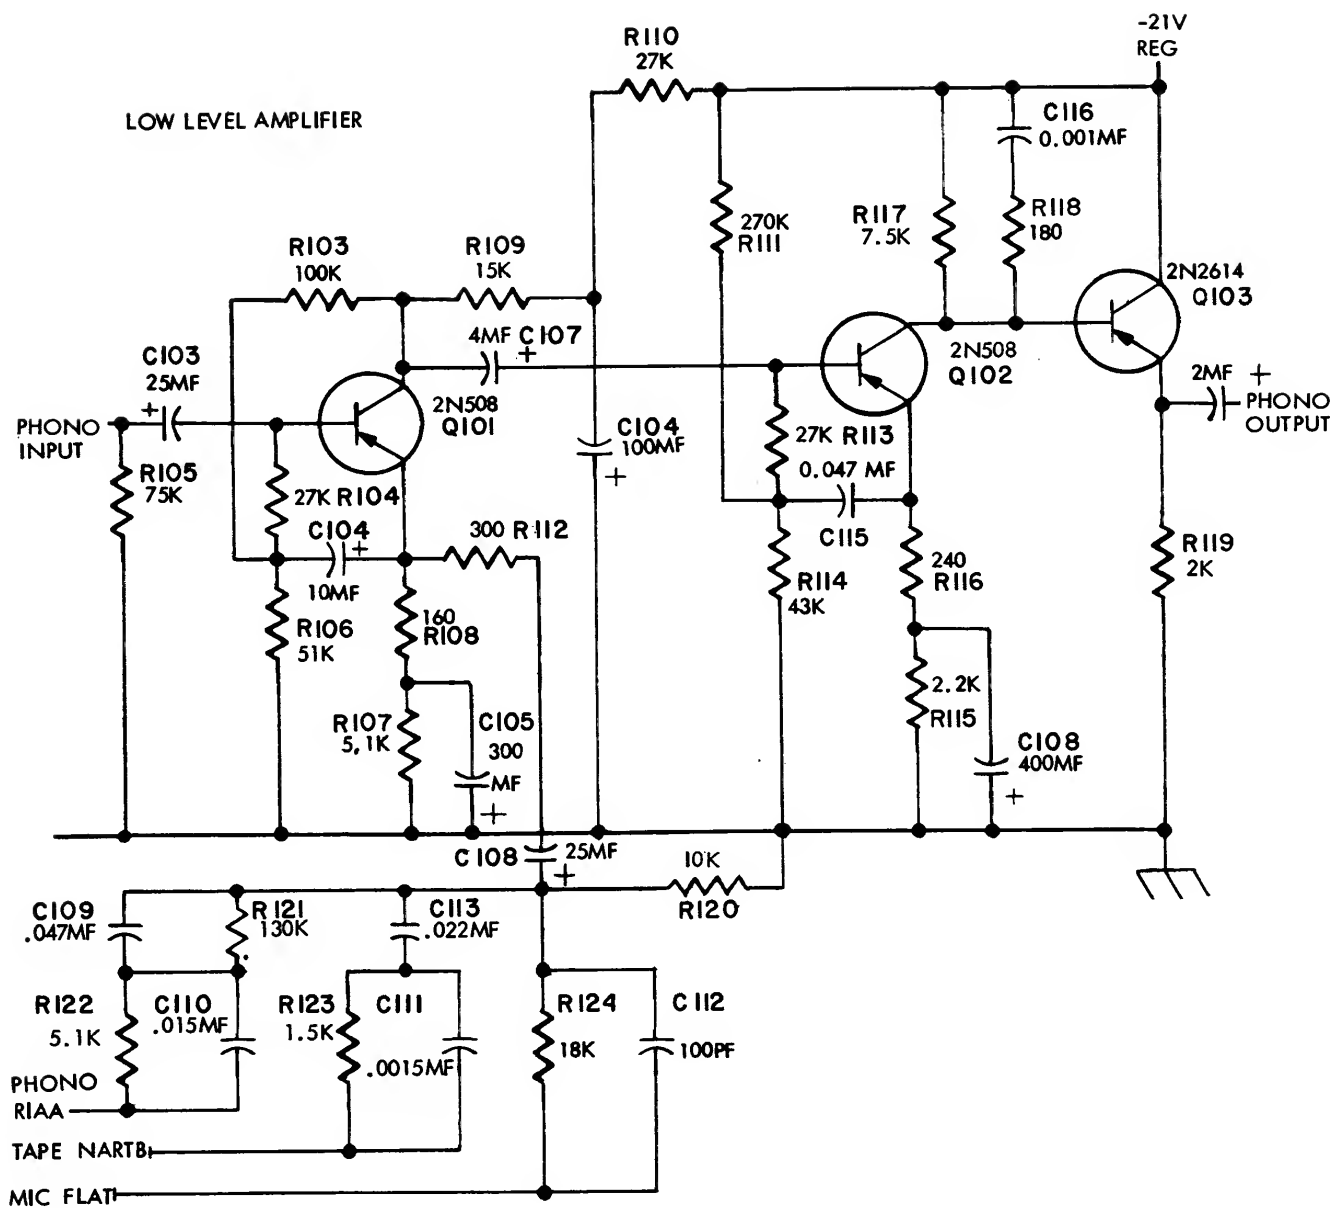 -21V
REG
R110
27K
LOW LEVEL AMPLIFIER
C116
0.001MF
R117
7.5K
R118
180
270K
R111
R103
100K
R109
15K
2N2614
Q103
4MF
+
C107
2N508
Q102
C103
25MF
+
2N508
Q101
2MF
+
PHONO
OUTPUT
PHONO
INPUT
C104
100MF
+
27K R113
0.047 MF
C115
R105
75K
27K R104
C104
+
10MF
300 R112
R114
43K
240
R116
R119
2K
R106
51K
160
R108
2.2K
R115
R107
5.1K
C105
300
MF
+
C108
400MF
+
C108
25MF
+
10K
R120
C109
.047MF
R121
130K
C113
.022MF
R122
5.1K
C110
.015MF
R123
1.5K
C111
.0015MF
R124
18K
C112
100PF
PHONO
RIAA
TAPE NARTB
MIC FLAT